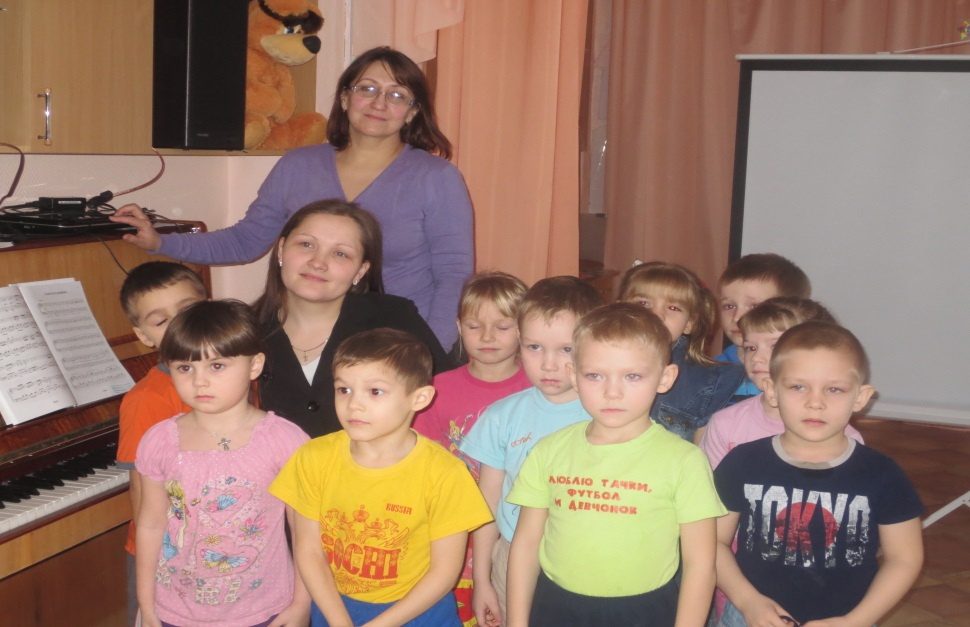 RUSSIA
SOCHI
ЛЮБЛЮ ТАЧКИ,
ФУТБОЛ
И ДЕВЧОНОК
TOKYO